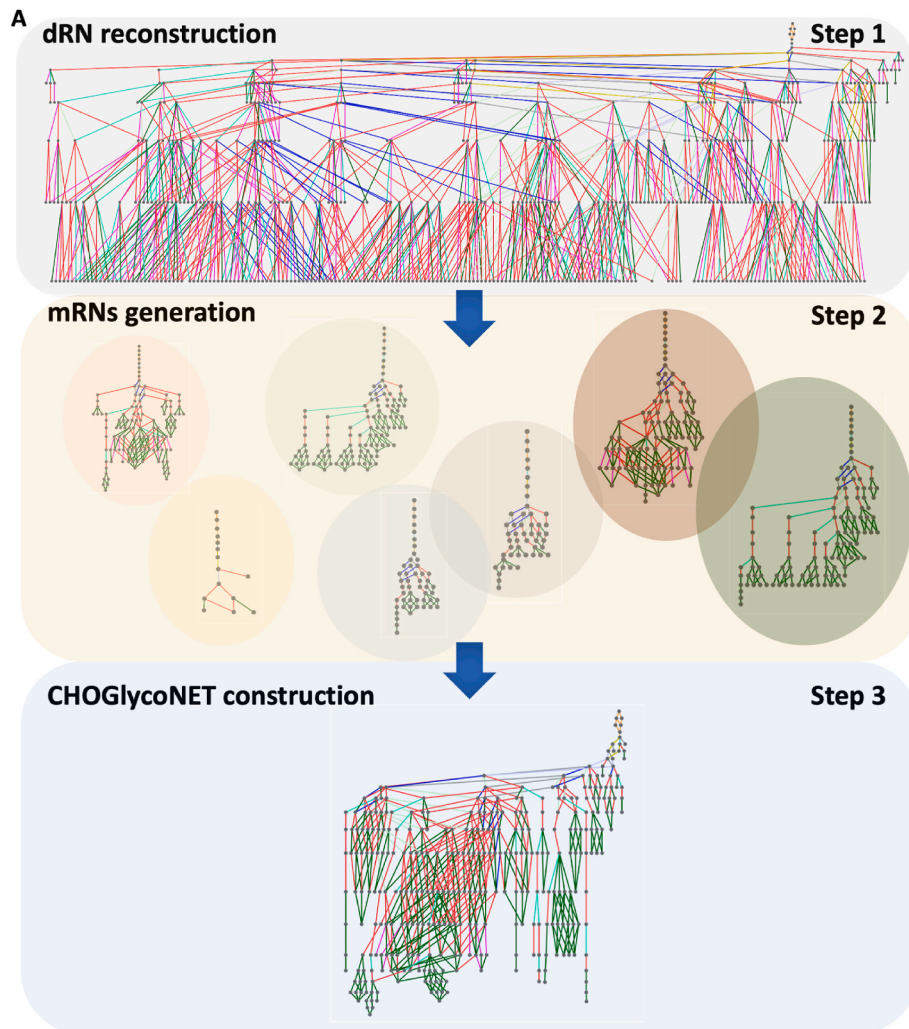 A
dRN reconstruction Step 1
mRNs generation Step 2
CHOGlycoNET construction Step 3